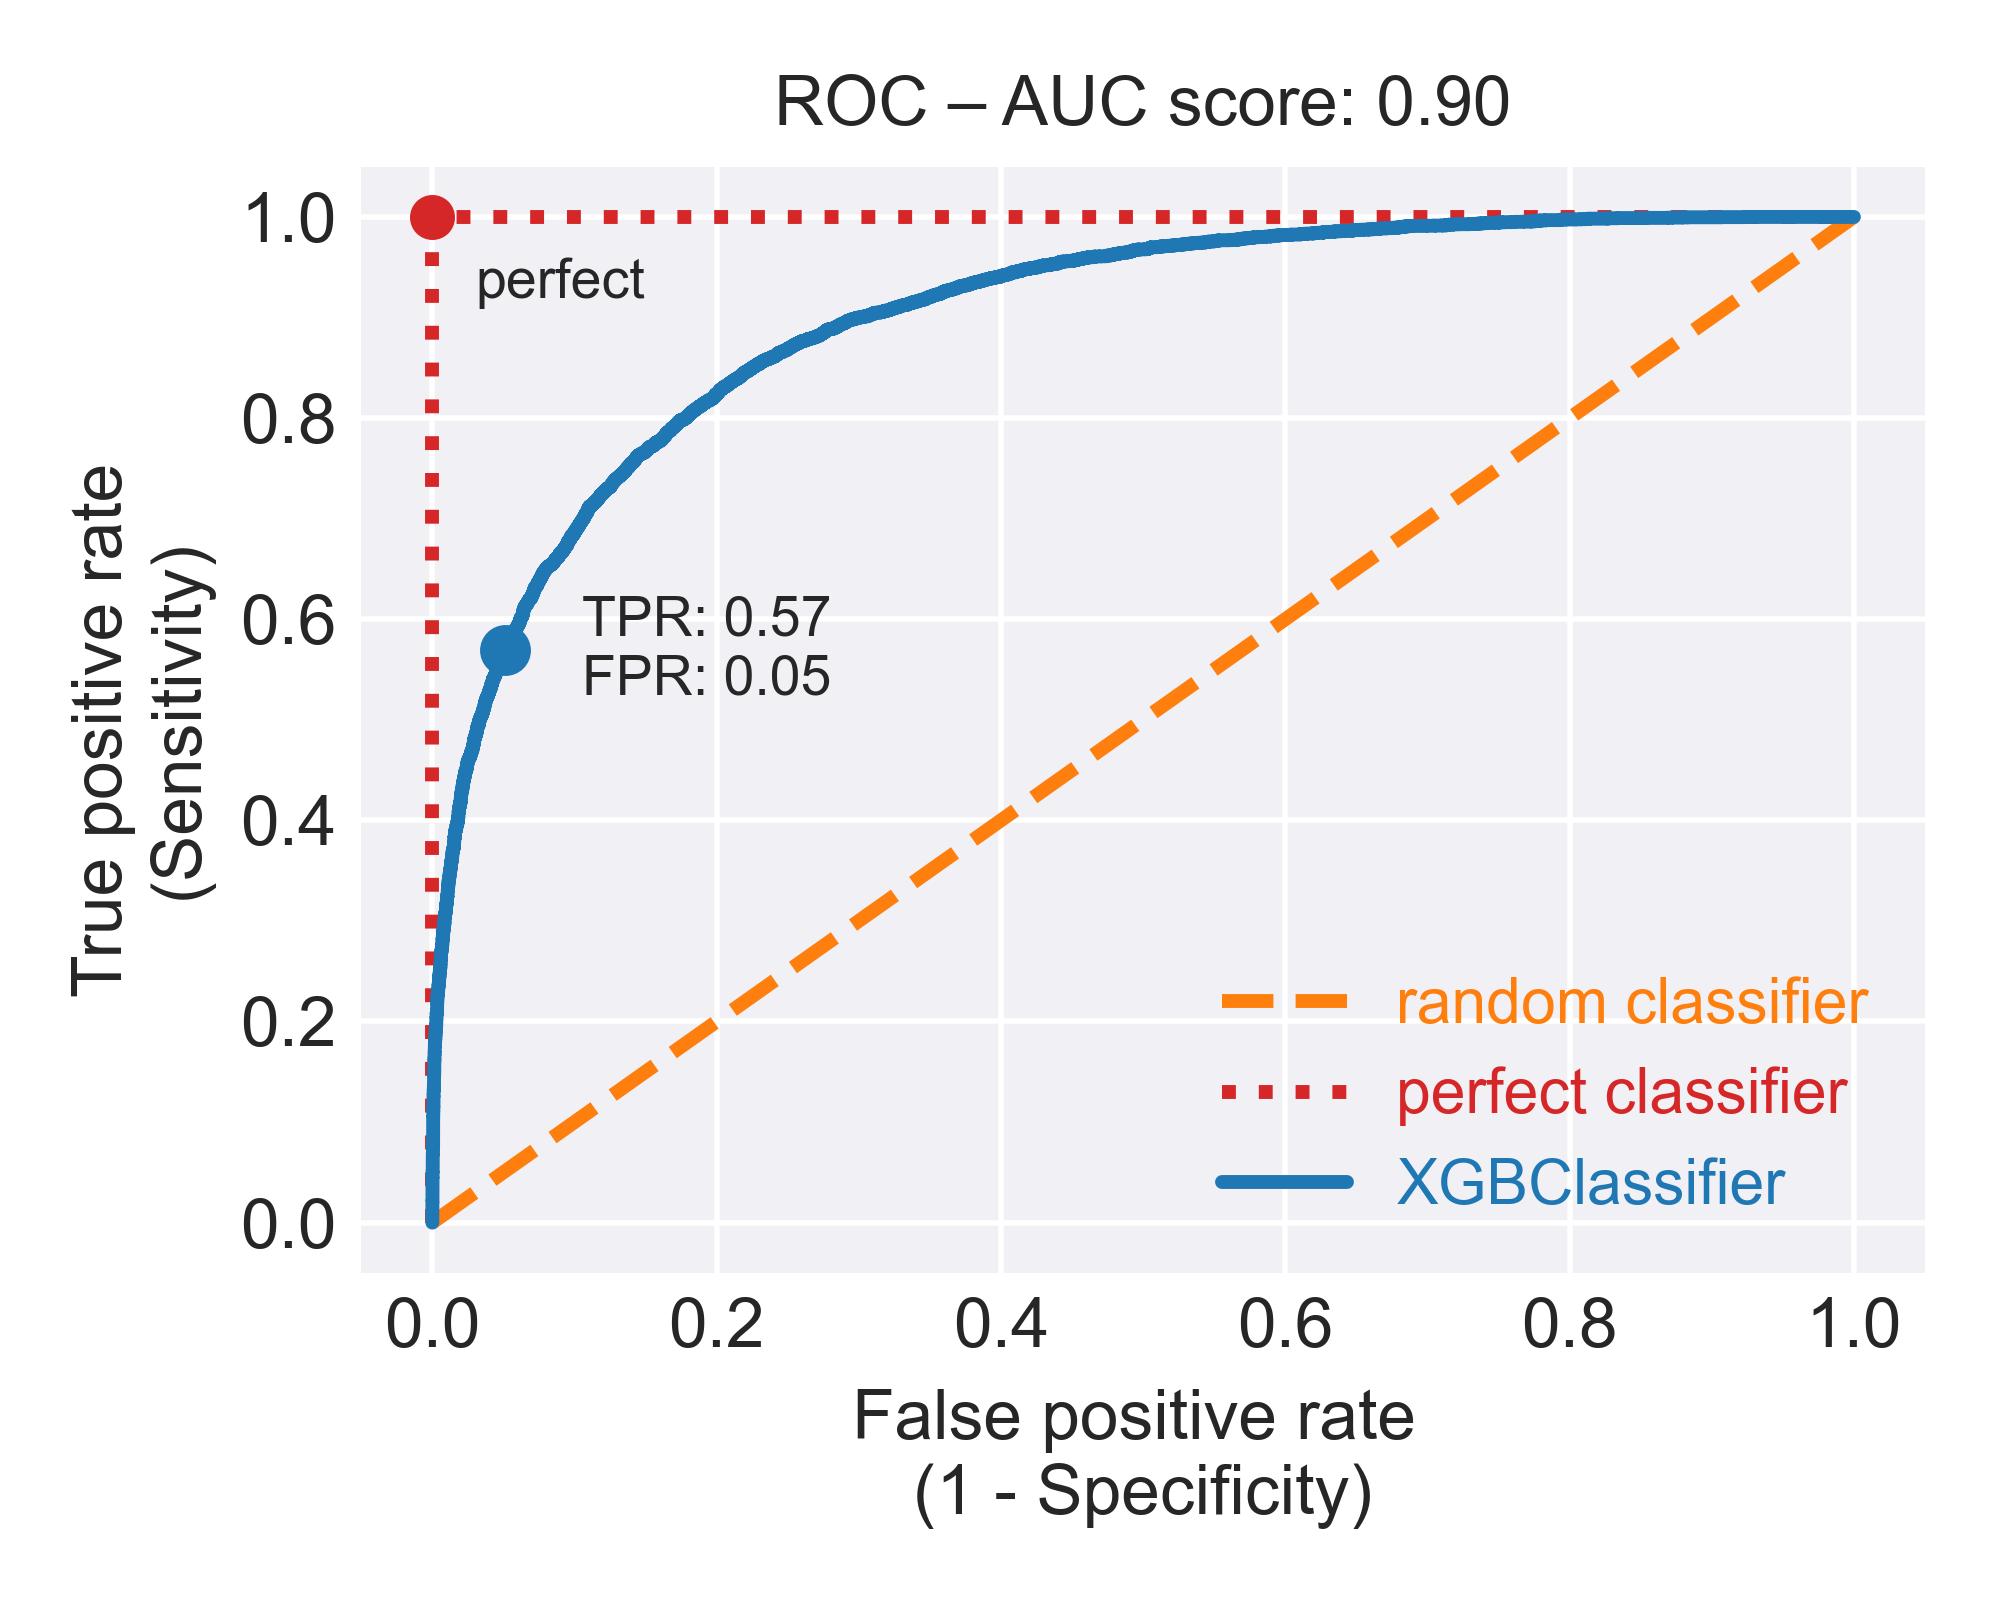 ROC – AUC score: 0.90
1.0
0.8
0.6
0.4
0.2
0.0
True positive rate
(Sensitivity)
perfect
TPR: 0.57
FPR: 0.05
random classifier
perfect classifier
XGBClassifier
0.0 0.2 0.4 0.6 0.8 1.0
False positive rate
(1 - Specificity)